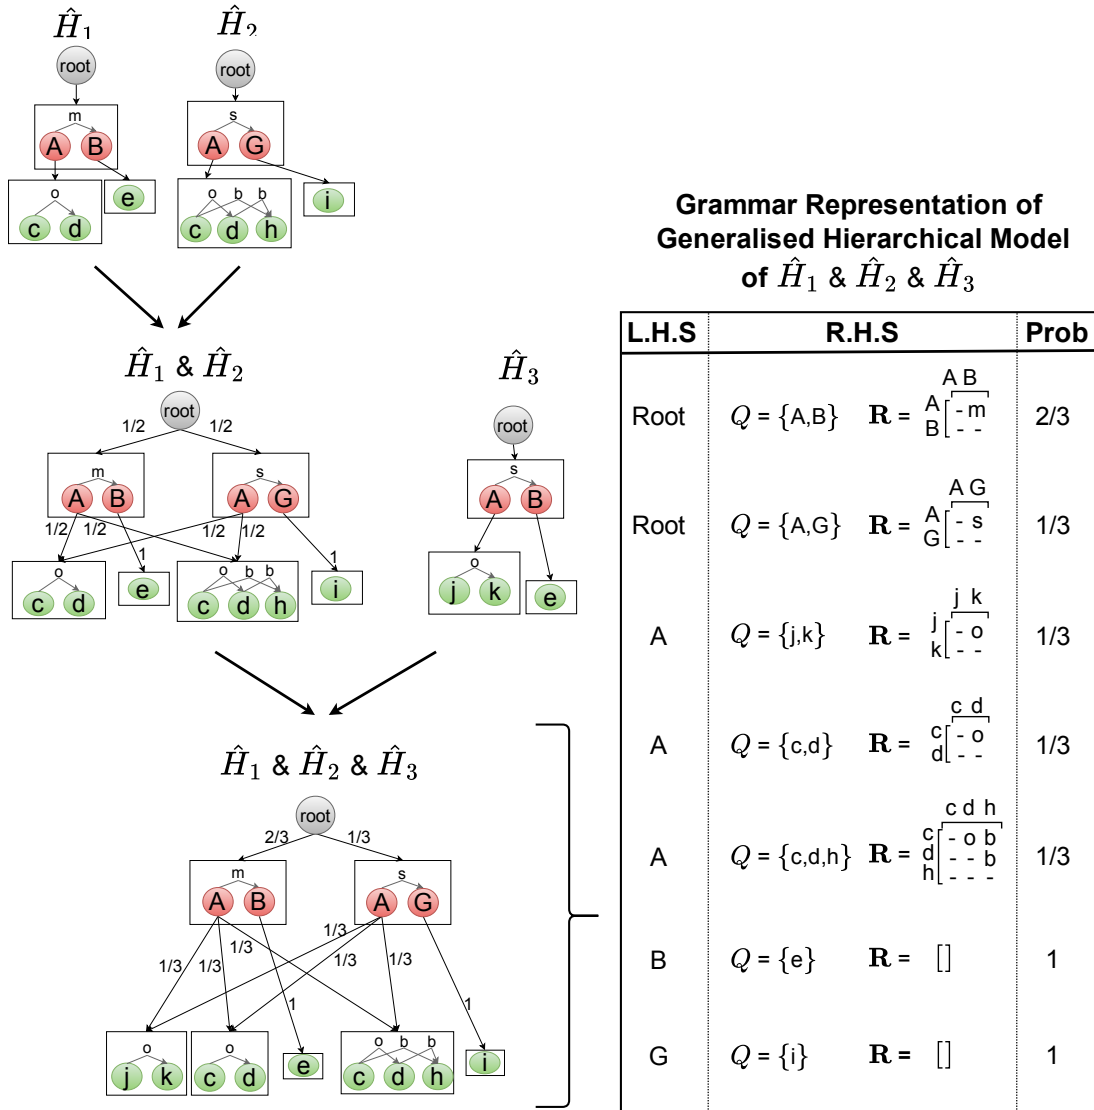 Ĥ₁ Ĥ₂
root root
m s
A B A G
o e o b b i
c d c d h
Ĥ₁ & Ĥ₂
root
1/2 1/2
m s
A B A G
1/2 1/2 1/2 1/2
1 1
o e o b b i
c d c d h
Ĥ₃
root
s
A B
o
j k e
Ĥ₁ & Ĥ₂ & Ĥ₃
root
2/3 1/3
m s
A B A G
1/3 1/3 1/3 1/3 1/3 1/3
1 1
o o e o b b i
j k c d c d h
Grammar Representation of
Generalised Hierarchical Model
of Ĥ₁ & Ĥ₂ & Ĥ₃
L.H.S R.H.S Prob
A B
Root Q = {A,B} R = A [ - m 2/3
B [ - -
A G
Root Q = {A,G} R = A [ - s 1/3
G [ - -
j k
A Q = {j,k} R = j [ - o 1/3
k [ - -
c d
A Q = {c,d} R = c [ - o 1/3
d [ - -
c d h
c [ - o b
A Q = {c,d,h} R = d [ - - b 1/3
h [ - - -
B Q = {e} R = [] 1
G Q = {i} R = [] 1